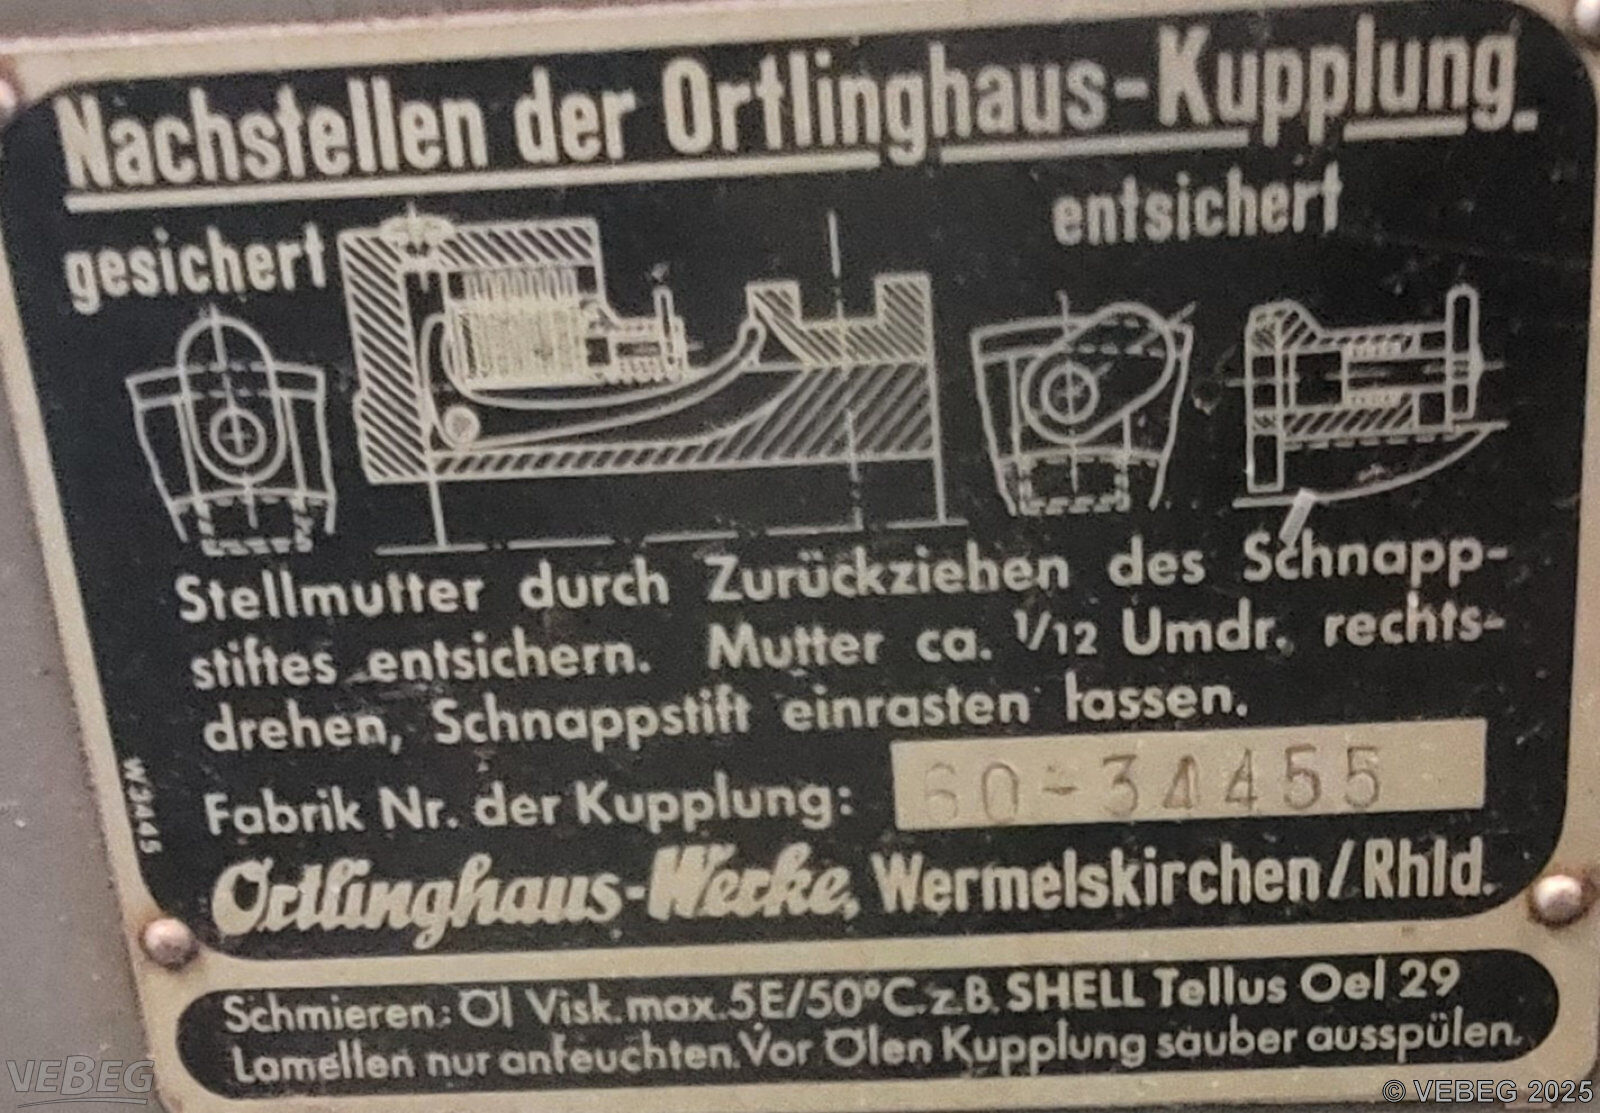 Nachstellen der Ortlinghaus-Kupplung.
gesichert
entsichert
Stellmutter durch Zurückziehen des Schnapp-
stiftes entsichern. Mutter ca. 1/12 Umdr. rechts-
drehen, Schnappstift einrasten lassen.
Fabrik Nr. der Kupplung: 60-34455
W3445
Ortlinghaus-Werke, Wermelskirchen/Rhld.
Schmieren: Öl Visk. max. 5E/50°C. z.B. SHELL Tellus Oel 29
Lamellen nur anfeuchten. Vor Ölen Kupplung sauber ausspülen.
VEBEG
© VEBEG 2025